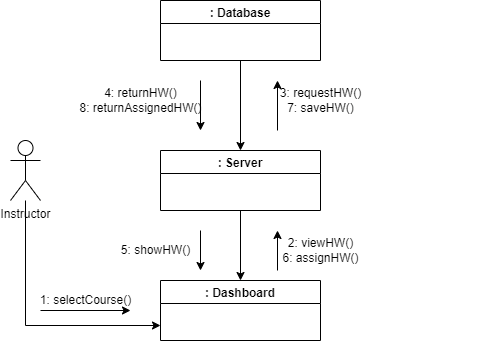 : Database
4: returnHW()
8: returnAssignedHW()
3: requestHW()
7: saveHW()
: Server
Instructor
5: showHW()
2: viewHW()
6: assignHW()
1: selectCourse()
: Dashboard